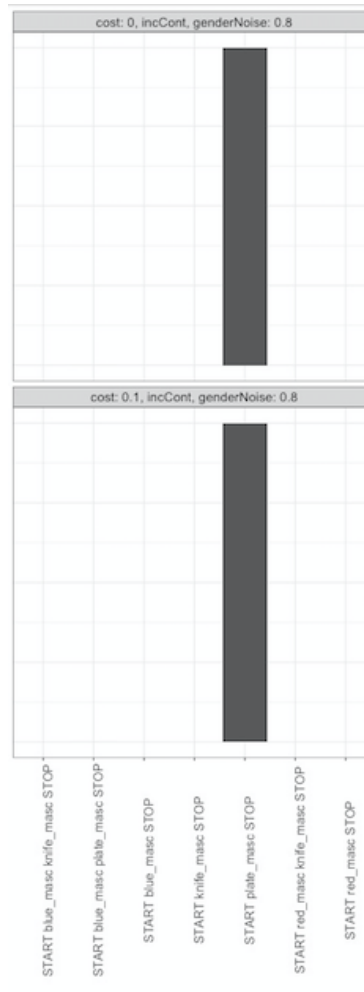 cost: 0, incCont, genderNoise: 0.8
cost: 0.1, incCont, genderNoise: 0.8
START blue_masc knife_masc STOP
START blue_masc plate_masc STOP
START blue_masc STOP
START knife_masc STOP
START plate_masc STOP
START red_masc knife_masc STOP
START red_masc STOP